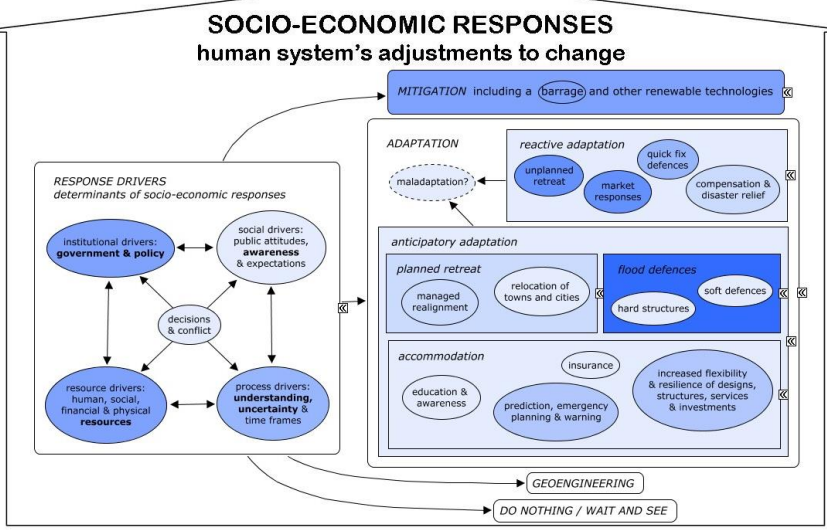 SOCIO-ECONOMIC RESPONSES
human system's adjustments to change
MITIGATION including a barrage and other renewable technologies
RESPONSE DRIVERS
determinants of socio-economic responses
institutional drivers:
government & policy
social drivers:
public attitudes,
awareness
& expectations
decisions
& conflict
resource drivers:
human, social,
financial & physical
resources
process drivers:
understanding,
uncertainty &
time frames
ADAPTATION
maladaptation?
reactive adaptation
unplanned
retreat
market
responses
quick fix
defences
compensation &
disaster relief
anticipatory adaptation
planned retreat
managed
realignment
relocation of
towns and cities
flood defences
hard structures
soft defences
accommodation
education &
awareness
insurance
prediction, emergency
planning & warning
increased flexibility
& resilience of designs,
structures, services
& investments
GEOENGINEERING
DO NOTHING / WAIT AND SEE